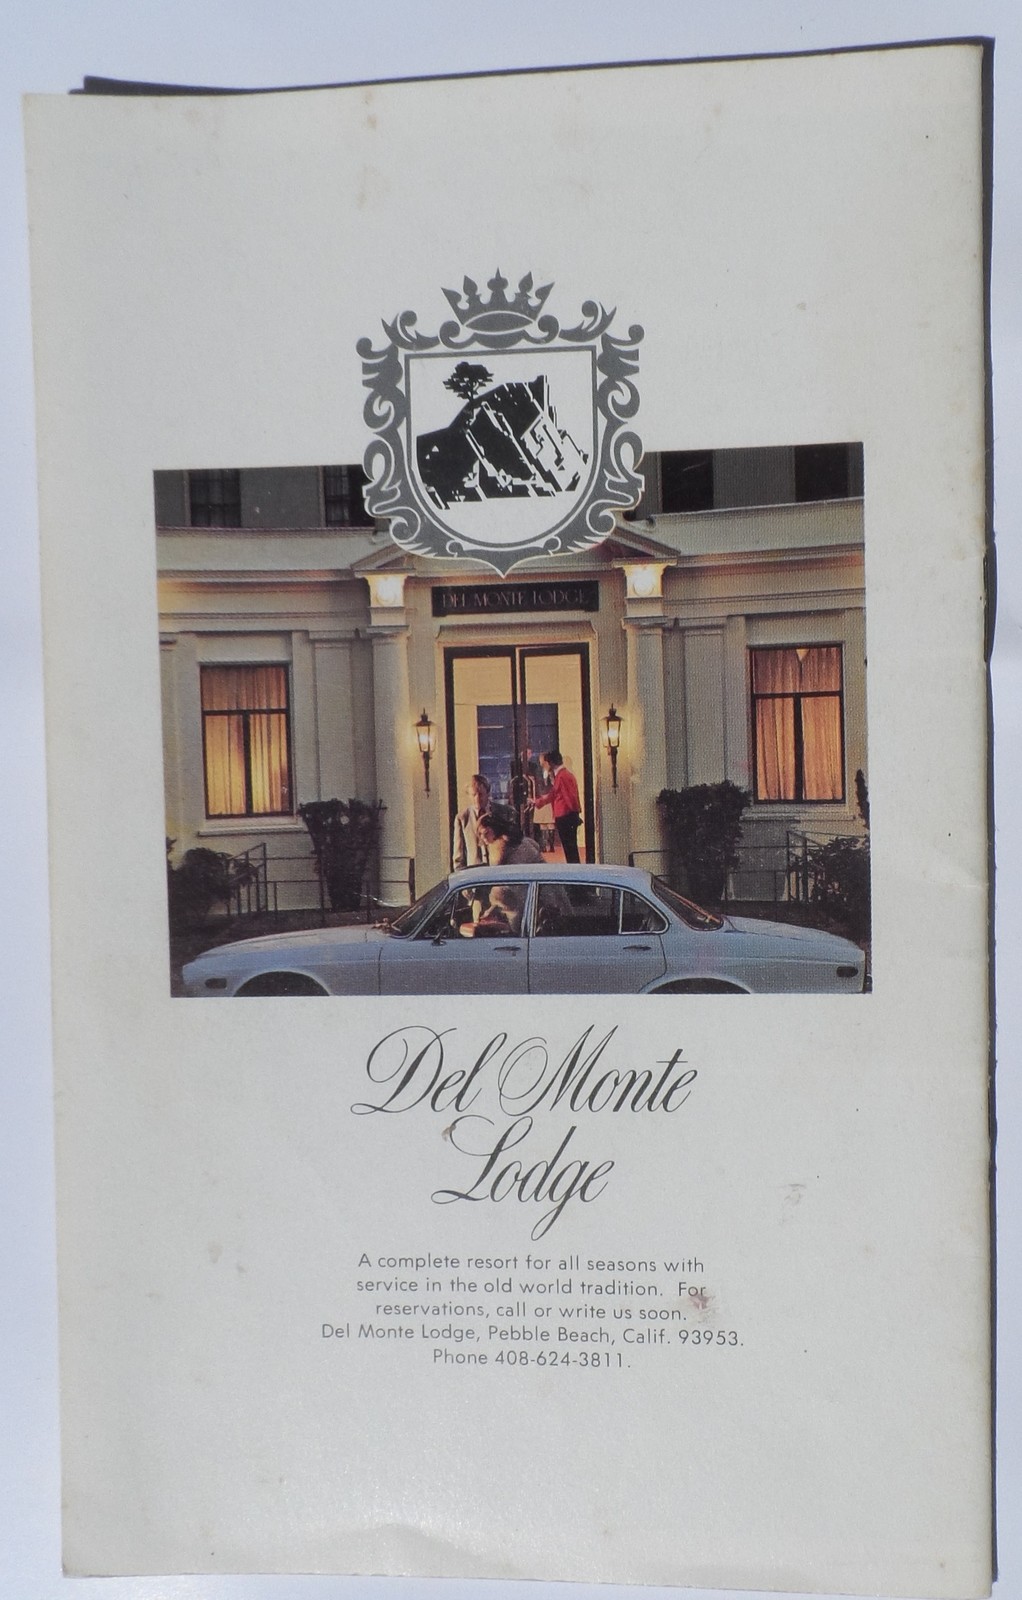 DEL MONTE LODGE
Del Monte
Lodge
A complete resort for all seasons with
service in the old world tradition. For
reservations, call or write us soon.
Del Monte Lodge, Pebble Beach, Calif. 93953.
Phone 408-624-3811.